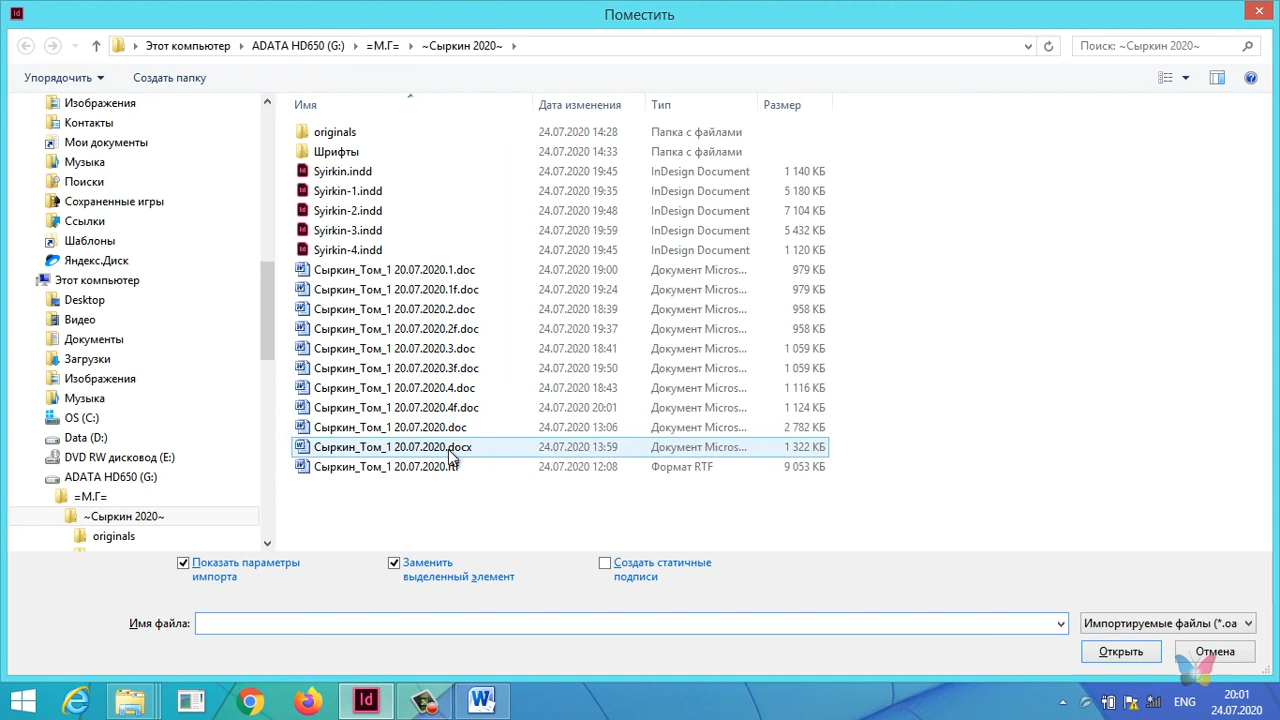 Поместить
Этот компьютер ADATA HD650 (G:) =М.Г= ~Сыркин 2020~ Поиск: ~Сыркин 2020~
Упорядочить Создать папку
Изображения
Контакты
Мои документы
Музыка
Поиски
Сохраненные игры
Ссылки
Шаблоны
Яндекс.Диск
Этот компьютер
Desktop
Видео
Документы
Загрузки
Изображения
Музыка
OS (C:)
Data (D:)
DVD RW дисковод (E:)
ADATA HD650 (G:)
=М.Г=
~Сыркин 2020~
originals
Имя Дата изменения Тип Размер
originals 24.07.2020 14:28 Папка с файлами
Шрифты 24.07.2020 14:33 Папка с файлами
Syirkin.indd 24.07.2020 19:45 InDesign Document 1 140 КБ
Syirkin-1.indd 24.07.2020 19:35 InDesign Document 5 180 КБ
Syirkin-2.indd 24.07.2020 19:48 InDesign Document 7 104 КБ
Syirkin-3.indd 24.07.2020 19:59 InDesign Document 5 432 КБ
Syirkin-4.indd 24.07.2020 19:50 InDesign Document 1 120 КБ
Сыркин_Том_1 20.07.2020.1.doc 24.07.2020 19:00 Документ Micros... 979 КБ
Сыркин_Том_1 20.07.2020.1f.doc 24.07.2020 19:24 Документ Micros... 979 КБ
Сыркин_Том_1 20.07.2020.2.doc 24.07.2020 18:39 Документ Micros... 958 КБ
Сыркин_Том_1 20.07.2020.2f.doc 24.07.2020 19:37 Документ Micros... 958 КБ
Сыркин_Том_1 20.07.2020.3.doc 24.07.2020 18:41 Документ Micros... 1 059 КБ
Сыркин_Том_1 20.07.2020.3f.doc 24.07.2020 19:50 Документ Micros... 1 059 КБ
Сыркин_Том_1 20.07.2020.4.doc 24.07.2020 18:43 Документ Micros... 1 116 КБ
Сыркин_Том_1 20.07.2020.4f.doc 24.07.2020 20:01 Документ Micros... 1 124 КБ
Сыркин_Том_1 20.07.2020.doc 24.07.2020 13:06 Документ Micros... 2 782 КБ
Сыркин_Том_1 20.07.2020.docx 24.07.2020 13:59 Документ Micros... 1 322 КБ
Сыркин_Том_1 20.07.2020.rtf 24.07.2020 12:08 Формат RTF 9 053 КБ
Показать параметры импорта
Заменить выделенный элемент
Создать статичные подписи
Имя файла: Импортируемые файлы (*.oa
Открыть Отмена
ENG
20:01
24.07.2020